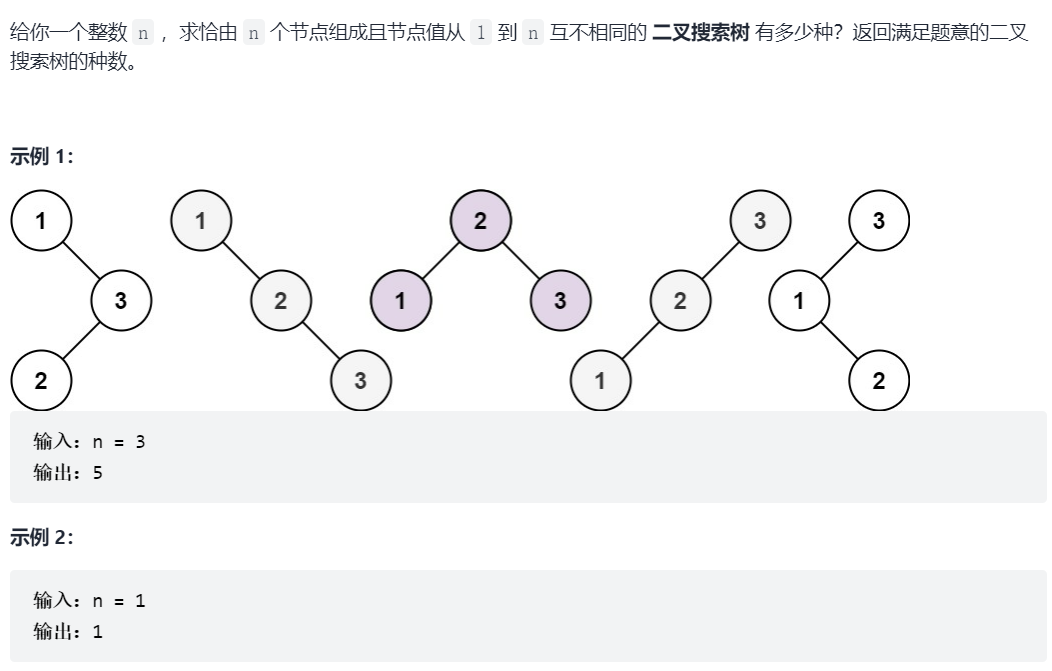 给你一个整数 n ，求恰由 n 个节点组成且节点值从 1 到 n 互不相同的 二叉搜索树 有多少种？返回满足题意的二叉
搜索树的种数。
示例 1：
1 1 2 3 3
3 2 1 3 2 1
2 3 1 2
输入：n = 3
输出：5
示例 2：
输入：n = 1
输出：1